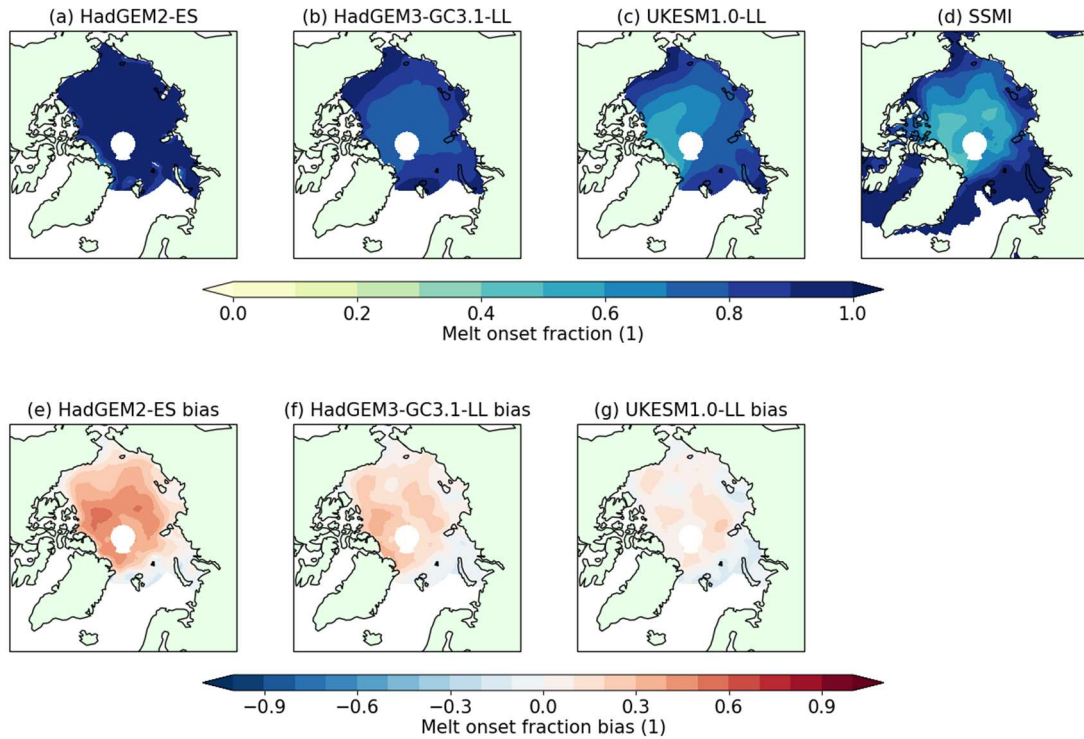 (a) HadGEM2-ES
(b) HadGEM3-GC3.1-LL
(c) UKESM1.0-LL
(d) SSMI
0.0 0.2 0.4 0.6 0.8 1.0
Melt onset fraction (1)
(e) HadGEM2-ES bias
(f) HadGEM3-GC3.1-LL bias
(g) UKESM1.0-LL bias
−0.9 −0.6 −0.3 0.0 0.3 0.6 0.9
Melt onset fraction bias (1)